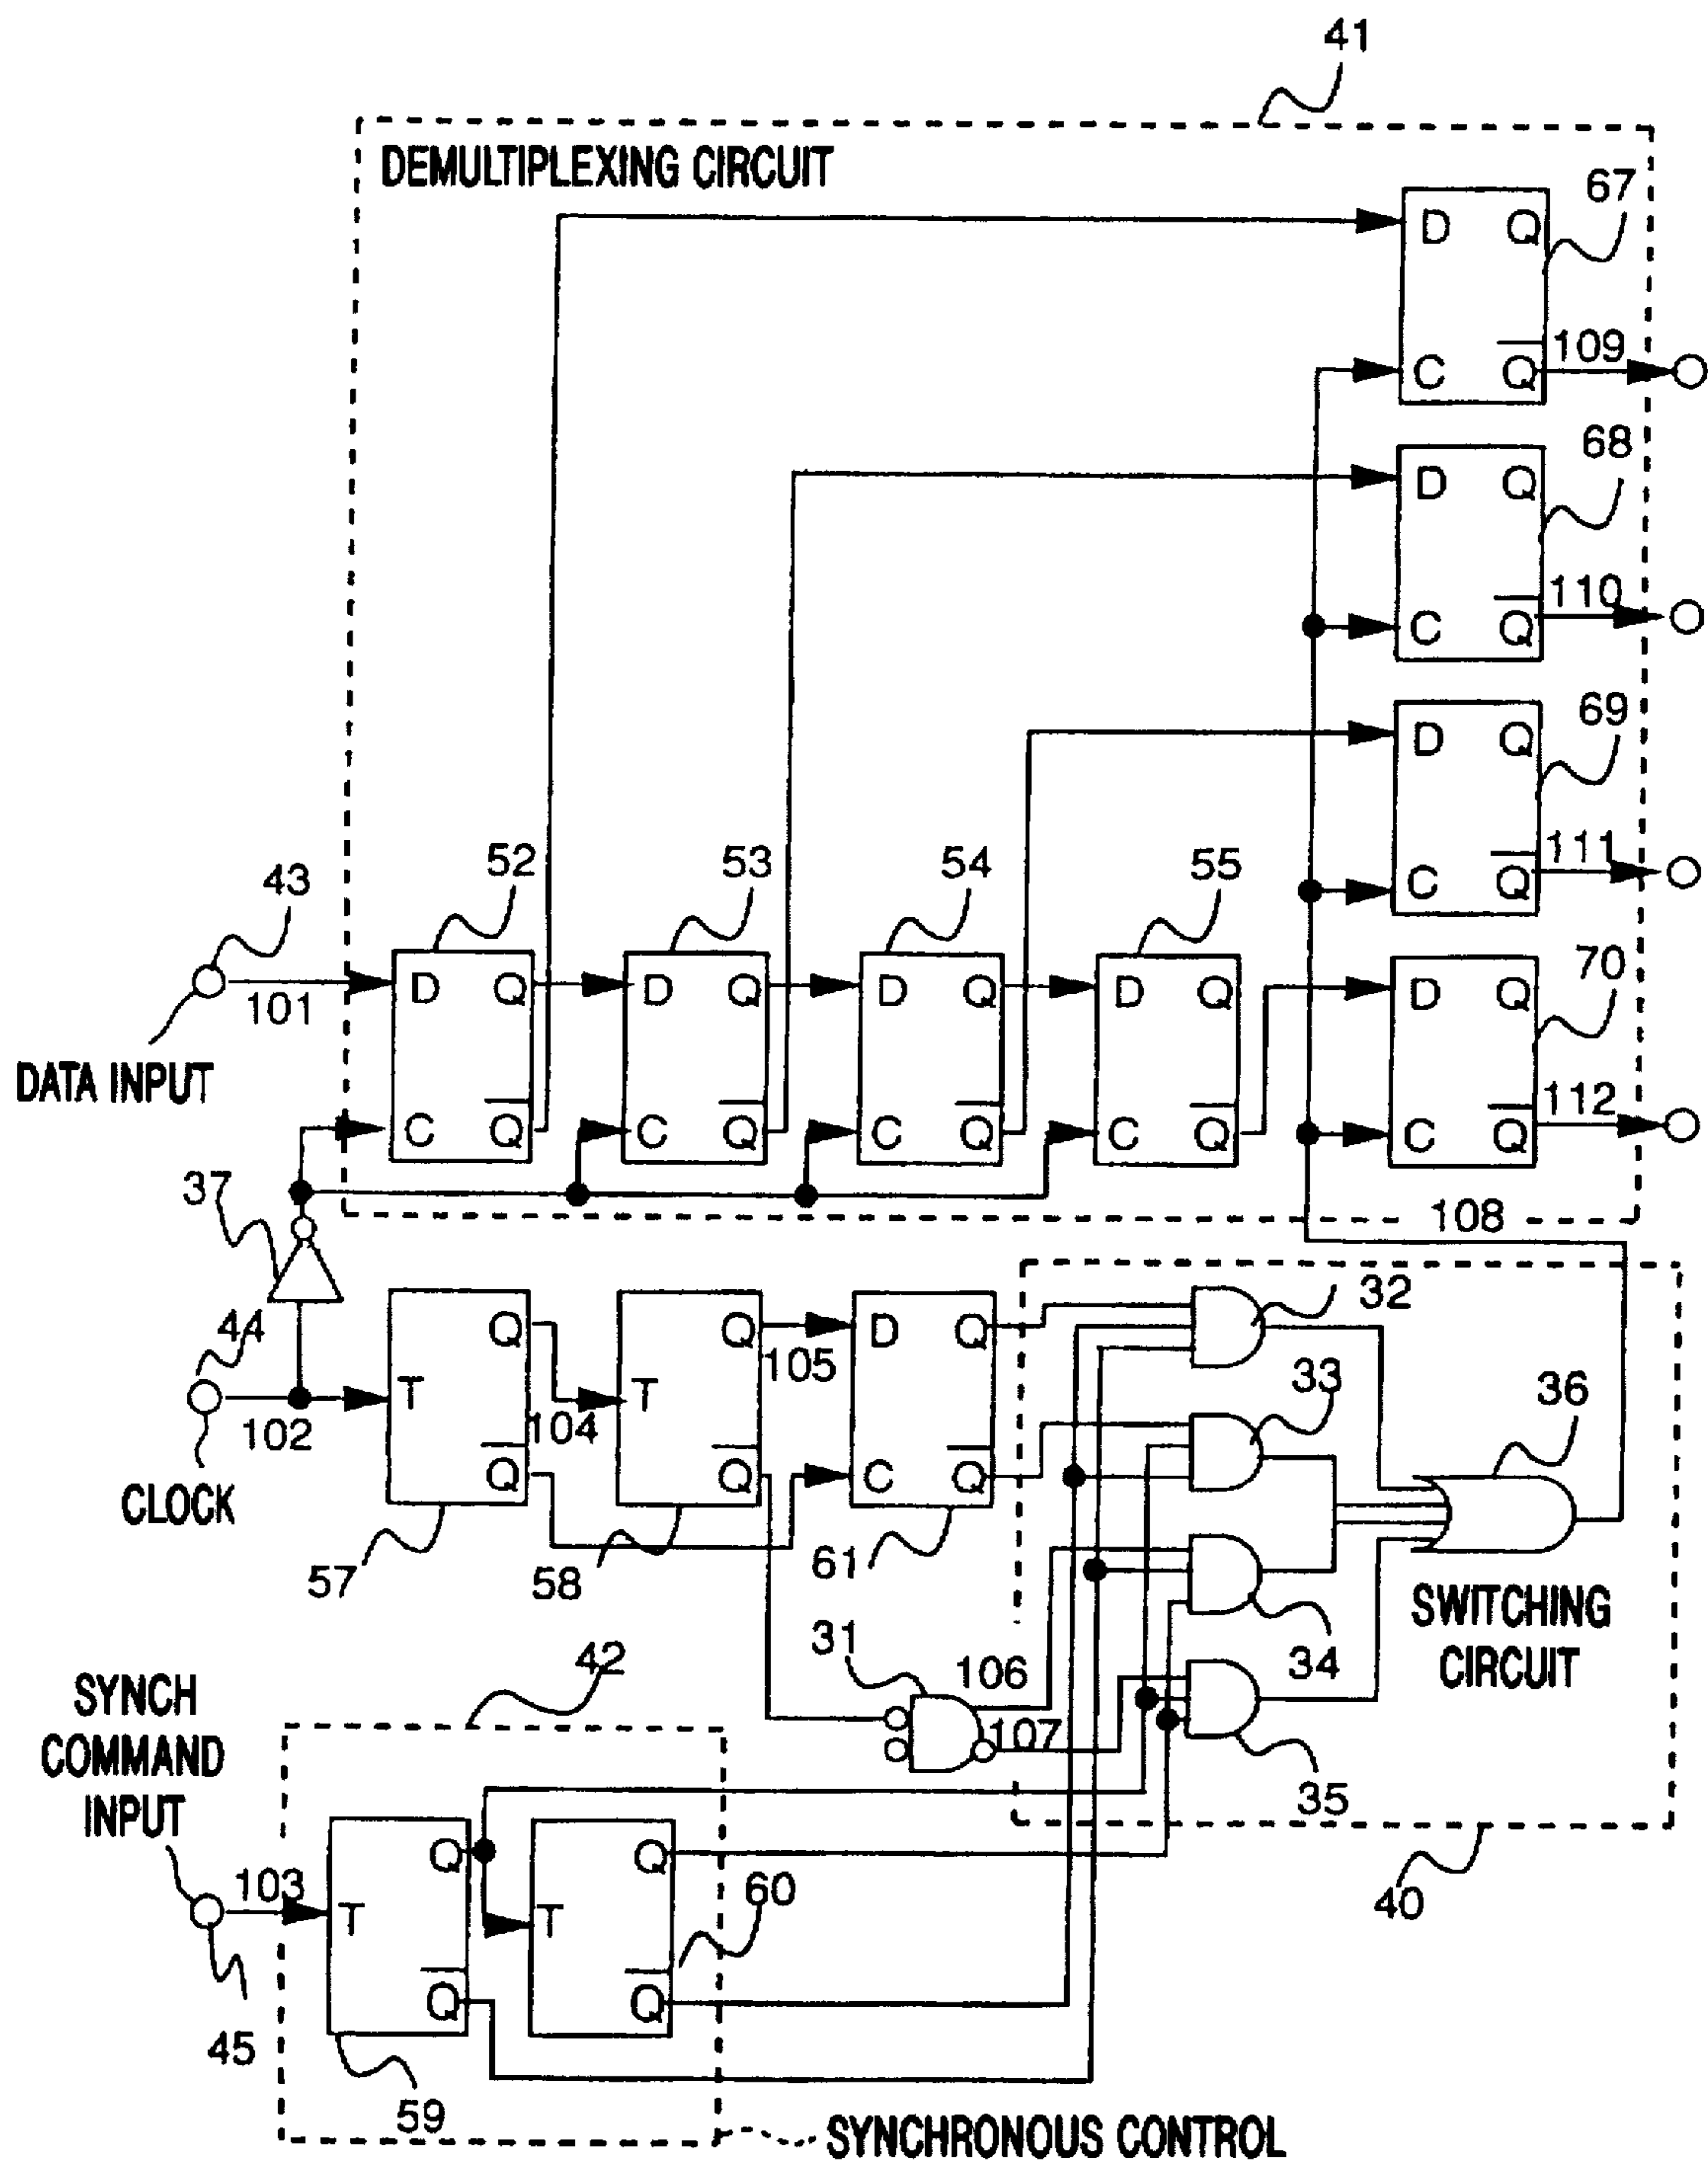 41
DEMULTIPLEXING CIRCUIT
67
D Q
C Q 109
68
D Q
C Q 110
69
D Q
C Q 111
43
52
53
54
55
70
101
D Q
D Q
D Q
D Q
D Q
DATA INPUT
C Q
C Q
C Q
C Q
C Q 112
37
108
44
102
CLOCK
T Q Q
104
T Q Q
105
D Q
C Q
57
58
61
32
33
36
34
SWITCHING
CIRCUIT
31
106
107
35
42
SYNCH
COMMAND
INPUT
103
T Q Q
T Q Q
60
40
45
59
SYNCHRONOUS CONTROL